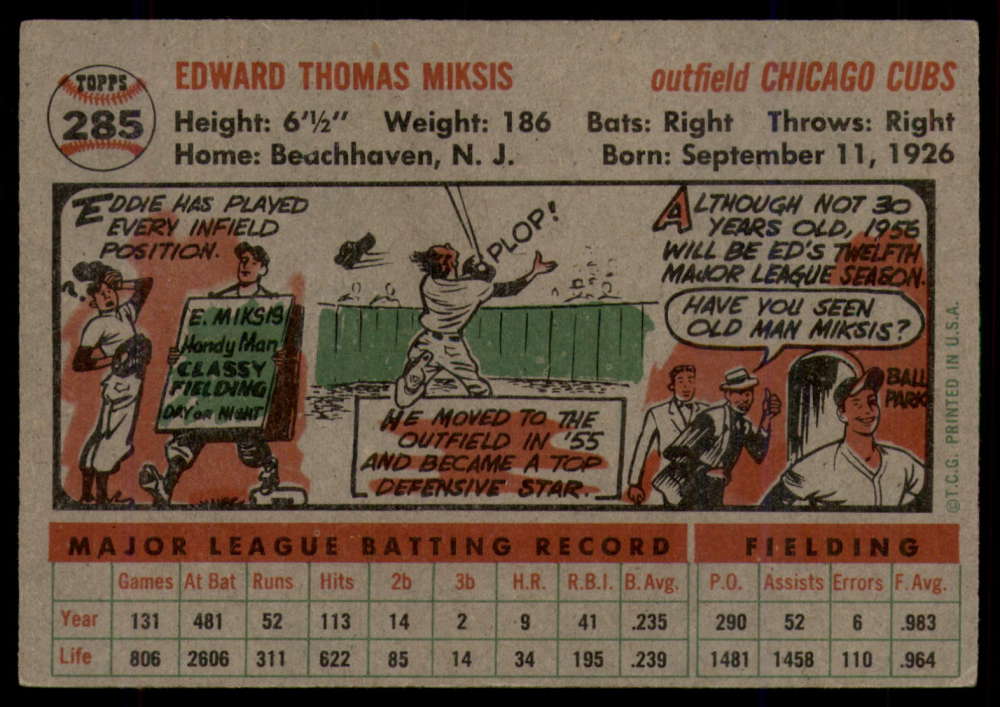 TOPPS
285
EDWARD THOMAS MIKSIS
outfield CHICAGO CUBS
Height: 6'½" Weight: 186 Bats: Right Throws: Right
Home: Beachhaven, N. J. Born: September 11, 1926
EDDIE HAS PLAYED
EVERY INFIELD
POSITION.
?
E. MIKSIS
Handy Man
CLASSY
FIELDING
DAY OR NIGHT
PLOP!
HE MOVED TO THE
OUTFIELD IN '55
AND BECAME A TOP
DEFENSIVE STAR.
ALTHOUGH NOT 30
YEARS OLD, 1956
WILL BE ED'S TWELFTH
MAJOR LEAGUE SEASON.
HAVE YOU SEEN
OLD MAN MIKSIS?
BALL
PARK
©T.C.G. PRINTED IN U.S.A.
MAJOR LEAGUE BATTING RECORD FIELDING
Games At Bat Runs Hits 2b 3b H.R. R.B.I. B. Avg. P.O. Assists Errors F. Avg.
Year 131 481 52 113 14 2 9 41 .235 290 52 6 .983
Life 806 2606 311 622 85 14 34 195 .239 1481 1458 110 .964